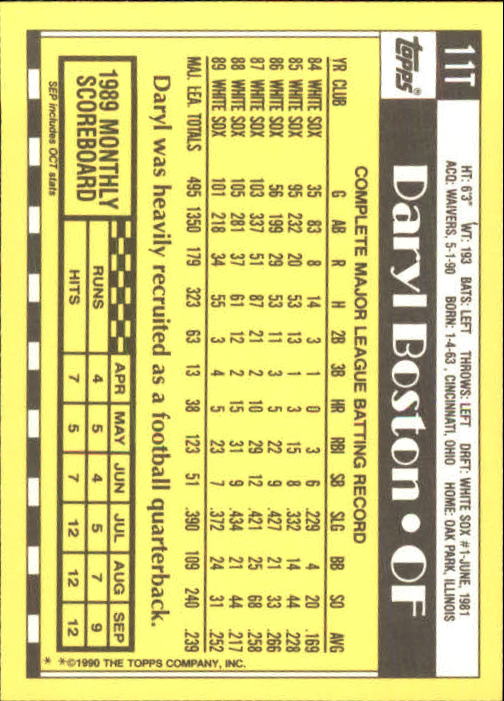 11T
HT: 6'3" WT: 193 BATS: LEFT THROWS: LEFT DRFT: WHITE SOX #1-JUNE, 1981
ACQ: WAIVERS, 5-1-90 BORN: 1-4-63, CINCINNATI, OHIO HOME: OAK PARK, ILLINOIS
Topps®
Daryl Boston • OF
COMPLETE MAJOR LEAGUE BATTING RECORD
YR CLUB G AB R H 2B 3B HR RBI SB SLG BB SO AVG
84 WHITE SOX 35 83 8 14 3 1 0 3 6 .229 4 20 .169
85 WHITE SOX 95 232 20 53 13 1 3 15 8 .332 14 44 .228
86 WHITE SOX 56 199 29 53 11 3 5 22 9 .427 21 33 .266
87 WHITE SOX 103 337 51 87 21 2 10 29 12 .421 25 68 .258
88 WHITE SOX 105 281 37 61 12 2 15 31 9 .434 21 44 .217
89 WHITE SOX 101 218 34 55 3 4 5 23 7 .372 24 31 .252
MAJ. LEA. TOTALS 495 1350 179 323 63 13 38 123 51 .390 109 240 .239
Daryl was heavily recruited as a football quarterback.
1989 MONTHLY
SCOREBOARD
APR MAY JUN JUL AUG SEP
RUNS 4 5 4 5 7 9
HITS 7 5 7 12 12 12
SEP includes OCT stats
* *©1990 THE TOPPS COMPANY, INC.